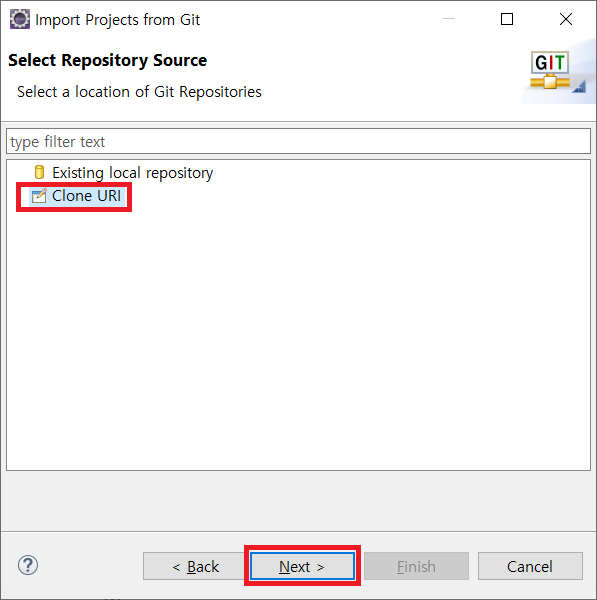 Import Projects from Git
Select Repository Source
Select a location of Git Repositories
GIT
type filter text
Existing local repository
Clone URI
?
< Back
Next >
Finish
Cancel